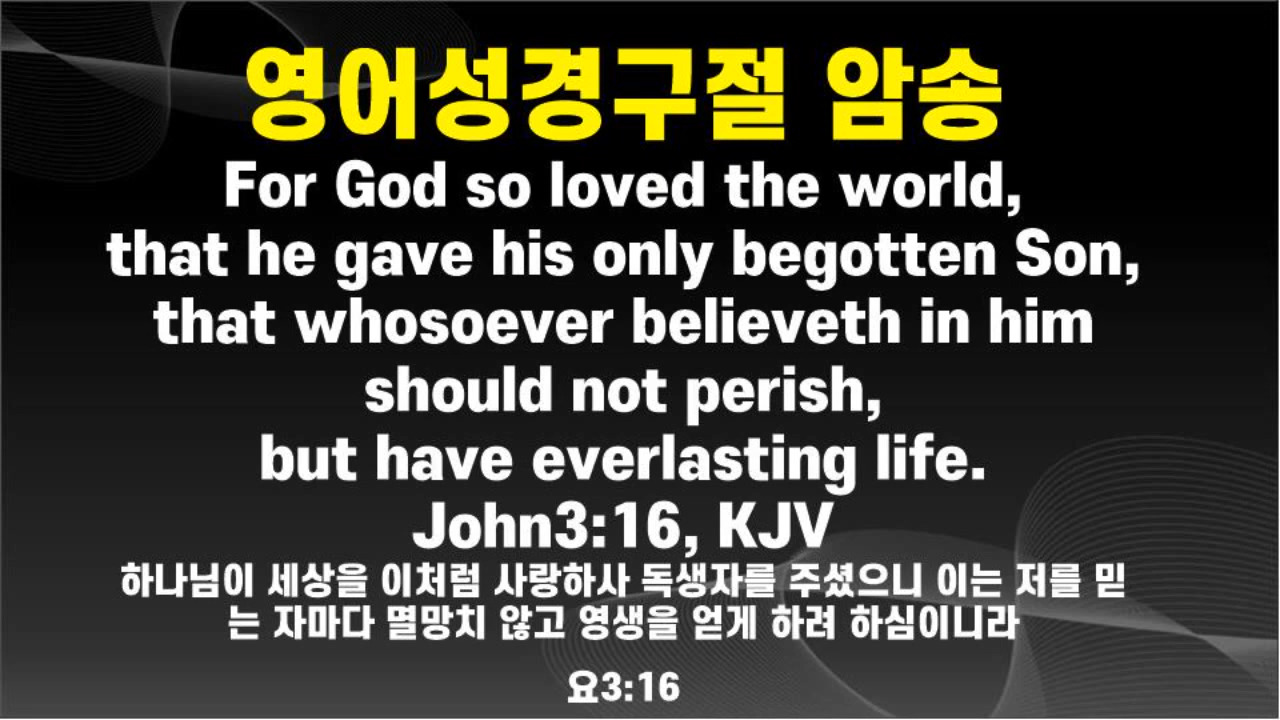 영어성경구절 암송
For God so loved the world,
that he gave his only begotten Son,
that whosoever believeth in him
should not perish,
but have everlasting life.
John3:16, KJV
하나님이 세상을 이처럼 사랑하사 독생자를 주셨으니 이는 저를 믿
는 자마다 멸망치 않고 영생을 얻게 하려 하심이니라
요3:16